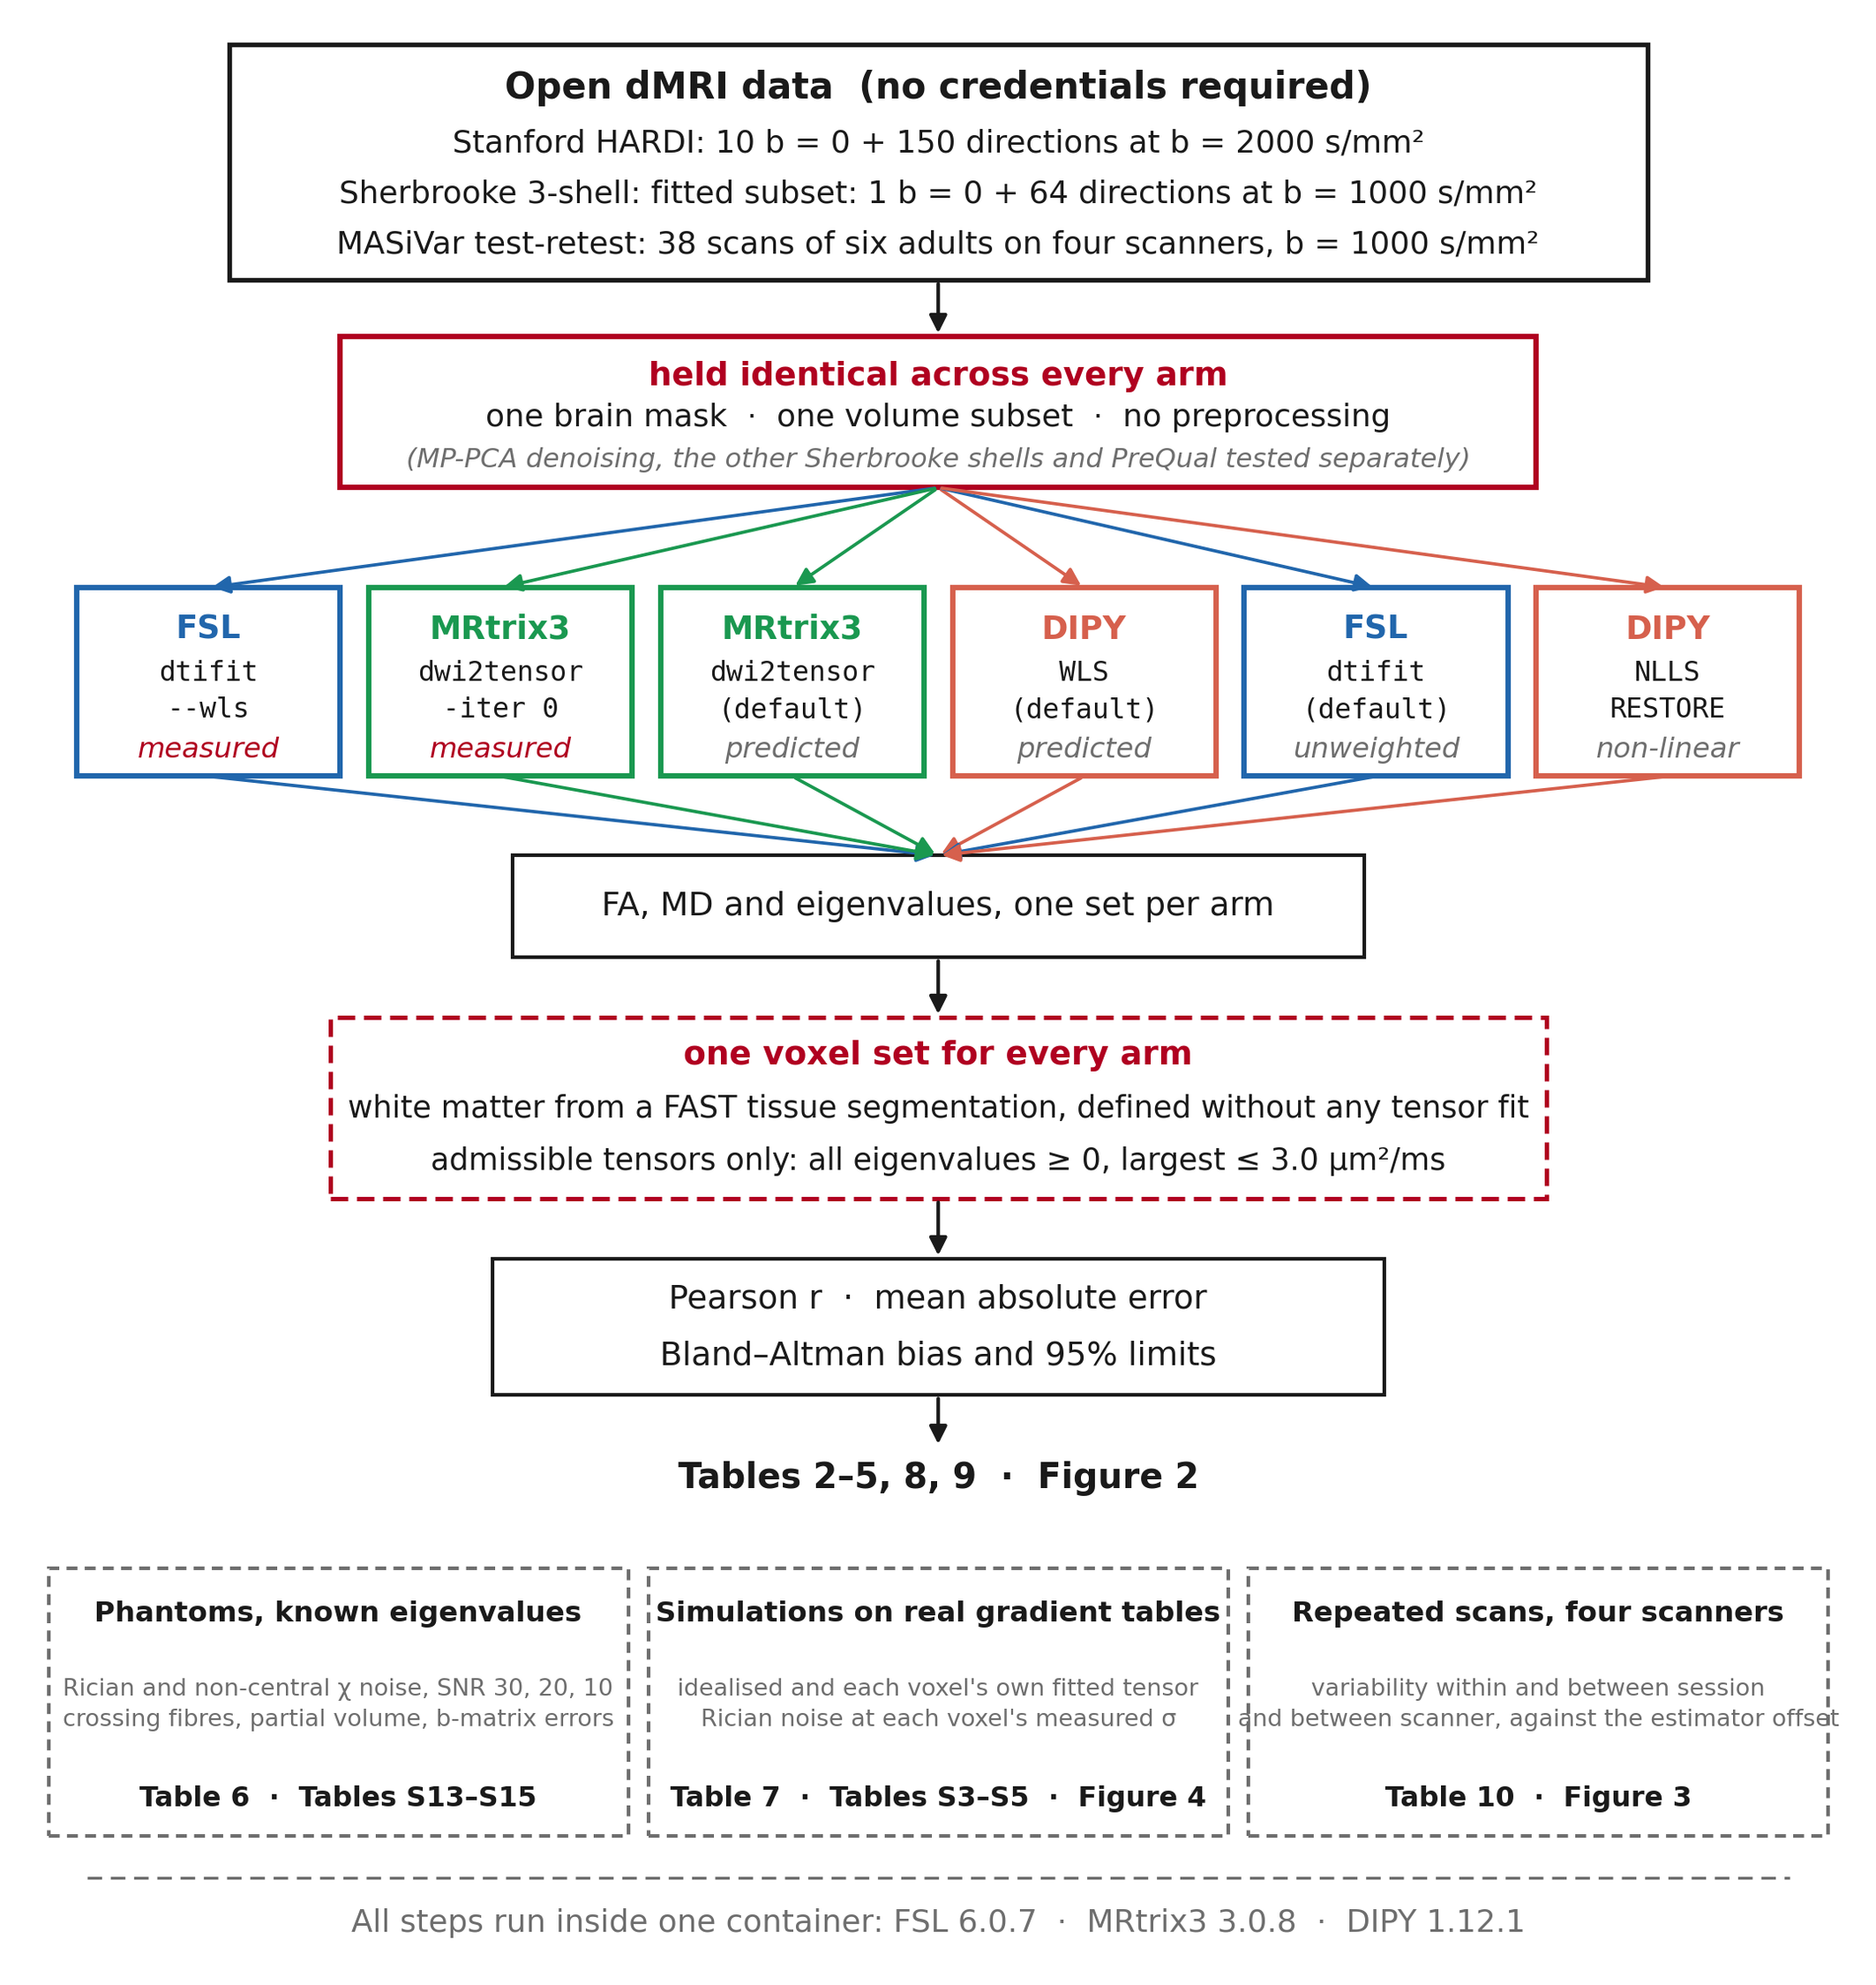 Open dMRI data  (no credentials required)
Stanford HARDI: 10 b = 0 + 150 directions at b = 2000 s/mm²
Sherbrooke 3-shell: fitted subset: 1 b = 0 + 64 directions at b = 1000 s/mm²
MASiVar test-retest: 38 scans of six adults on four scanners, b = 1000 s/mm²
held identical across every arm
one brain mask · one volume subset · no preprocessing
(MP-PCA denoising, the other Sherbrooke shells and PreQual tested separately)
FSL
dtifit
--wls
measured
MRtrix3
dwi2tensor
-iter 0
measured
MRtrix3
dwi2tensor
(default)
predicted
DIPY
WLS
(default)
predicted
FSL
dtifit
(default)
unweighted
DIPY
NLLS
RESTORE
non-linear
FA, MD and eigenvalues, one set per arm
one voxel set for every arm
white matter from a FAST tissue segmentation, defined without any tensor fit
admissible tensors only: all eigenvalues ≥ 0, largest ≤ 3.0 µm²/ms
Pearson r · mean absolute error
Bland–Altman bias and 95% limits
Tables 2–5, 8, 9 · Figure 2
Phantoms, known eigenvalues
Rician and non-central χ noise, SNR 30, 20, 10
crossing fibres, partial volume, b-matrix errors
Table 6 · Tables S13–S15
Simulations on real gradient tables
idealised and each voxel's own fitted tensor
Rician noise at each voxel's measured σ
Table 7 · Tables S3–S5 · Figure 4
Repeated scans, four scanners
variability within and between session
and between scanner, against the estimator offset
Table 10 · Figure 3
All steps run inside one container: FSL 6.0.7 · MRtrix3 3.0.8 · DIPY 1.12.1